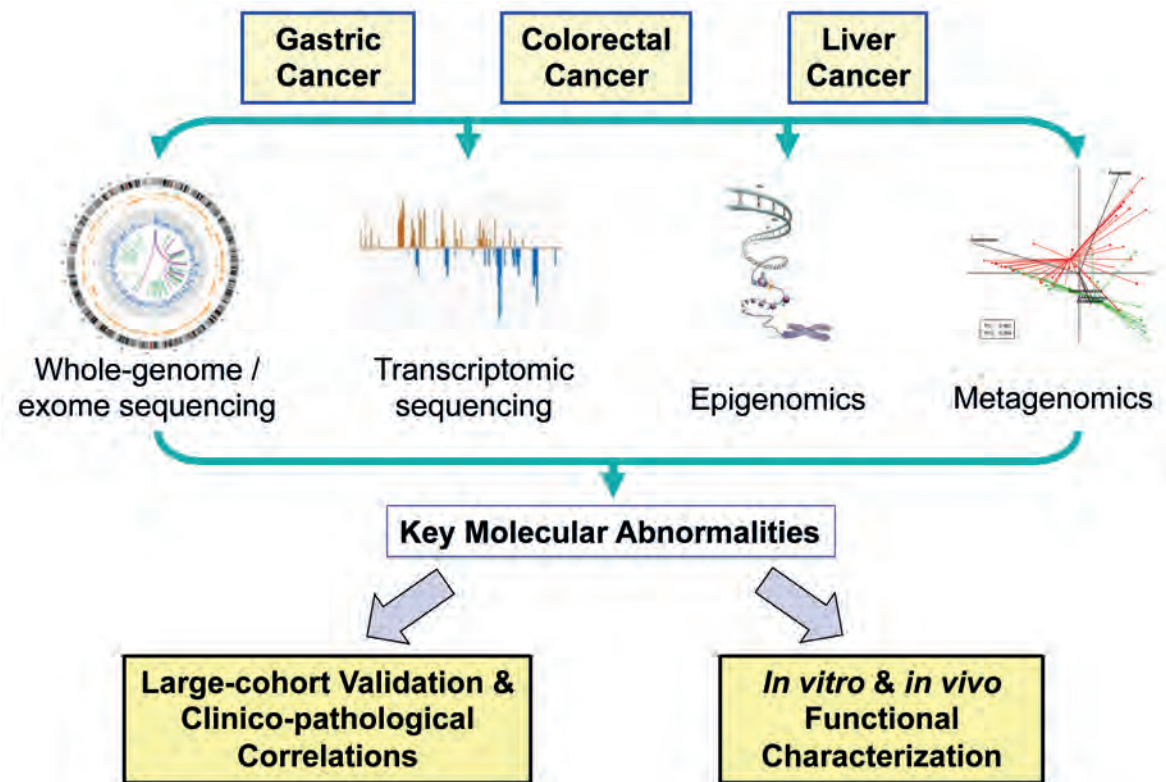 Gastric
Cancer
Colorectal
Cancer
Liver
Cancer
Whole-genome /
exome sequencing
Transcriptomic
sequencing
Epigenomics
Metagenomics
Key Molecular Abnormalities
Large-cohort Validation &
Clinico-pathological
Correlations
In vitro & in vivo
Functional
Characterization